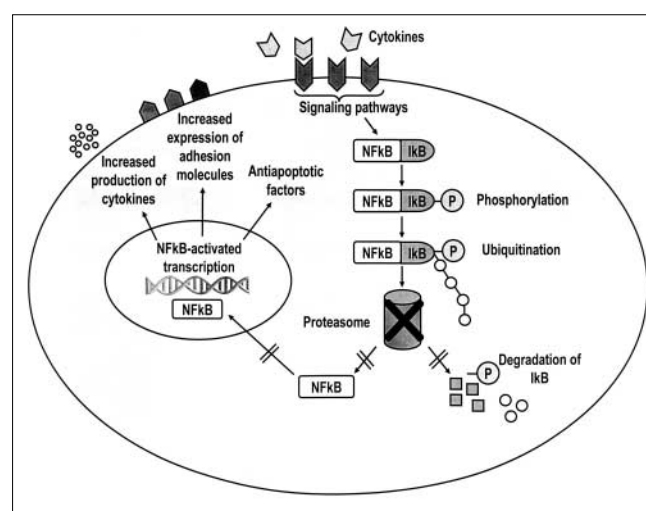 Cytokines
Signaling pathways
Increased
expression of
adhesion
molecules
Increased
production of
cytokines
Antiapoptotic
factors
NFkB IkB
NFkB IkB P Phosphorylation
NFkB IkB P Ubiquitination
NFkB-activated
transcription
NFkB
Proteasome
NFkB
P
Degradation of
IkB